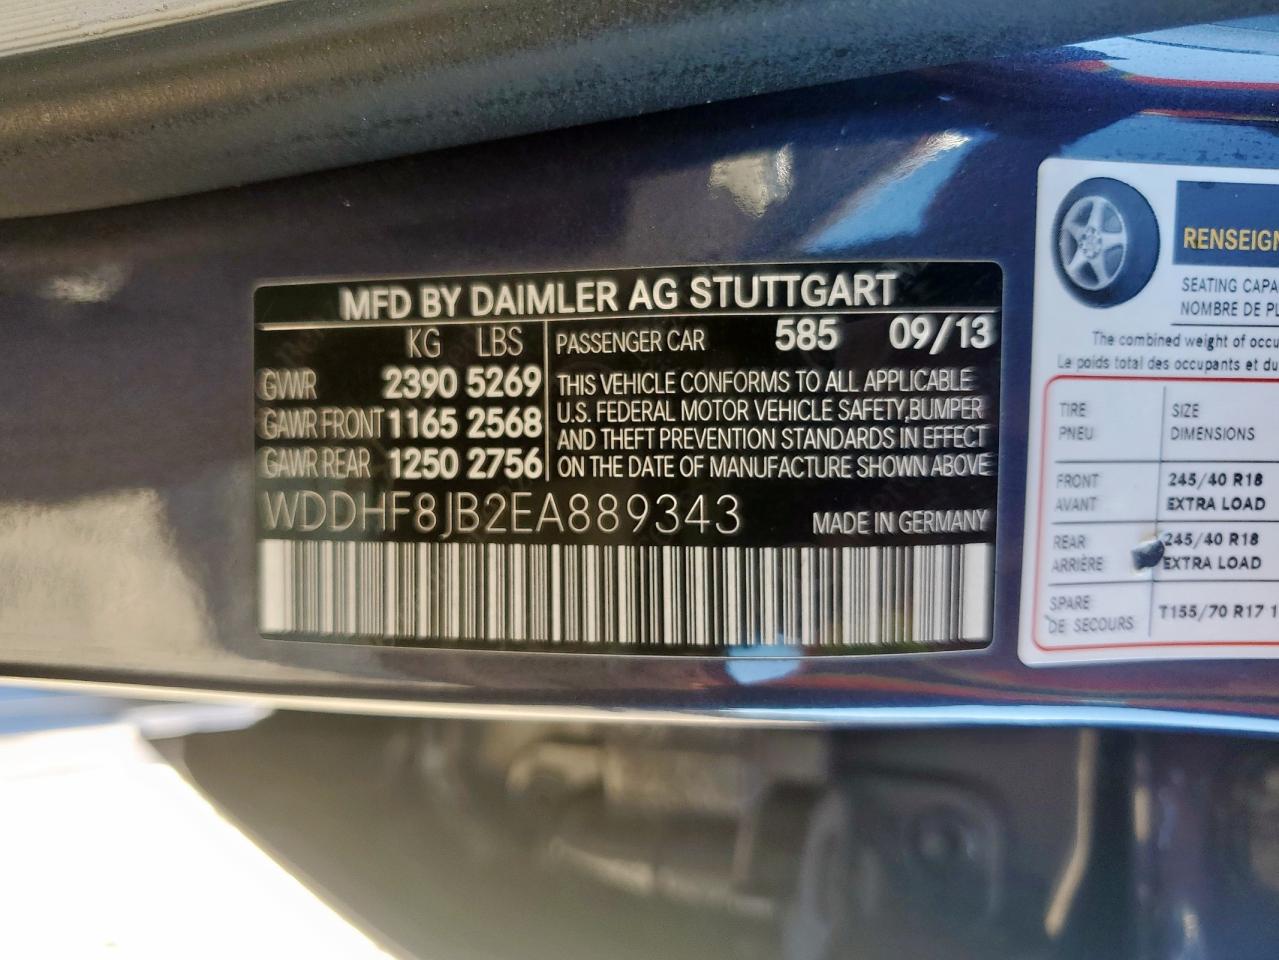 MFD BY DAIMLER AG STUTTGART
KG LBS PASSENGER CAR 585 09/13
GVWR 2390 5269
GAWR FRONT 1165 2568
GAWR REAR 1250 2756
THIS VEHICLE CONFORMS TO ALL APPLICABLE
U.S. FEDERAL MOTOR VEHICLE SAFETY,BUMPER
AND THEFT PREVENTION STANDARDS IN EFFECT
ON THE DATE OF MANUFACTURE SHOWN ABOVE
WDDHF8JB2EA889343 MADE IN GERMANY
RENSEIGN
SEATING CAPA
NOMBRE DE PL
The combined weight of occu
Le poids total des occupants et du
TIRE SIZE
PNEU DIMENSIONS
FRONT 245/40 R18
AVANT EXTRA LOAD
REAR 245/40 R18
ARRIÈRE EXTRA LOAD
SPARE T155/70 R17 1
DE SECOURS